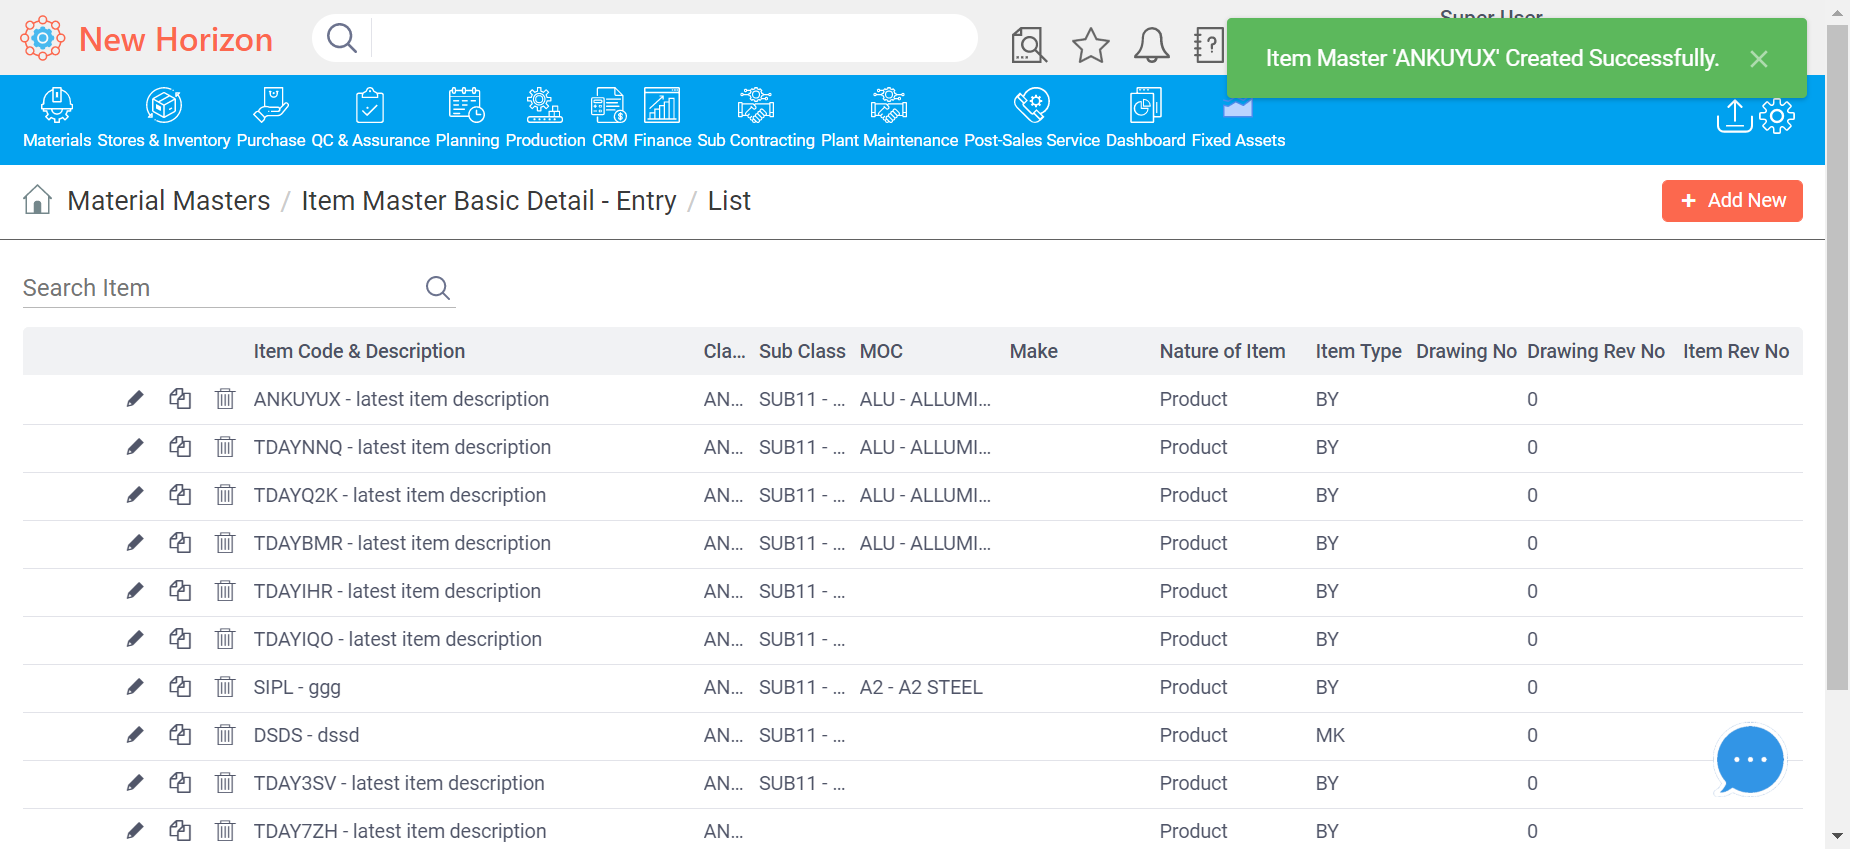 New Horizon
Super User
Item Master 'ANKUYUX' Created Successfully.
Materials Stores & Inventory Purchase QC & Assurance Planning Production CRM Finance Sub Contracting Plant Maintenance Post-Sales Service Dashboard Fixed Assets
Material Masters / Item Master Basic Detail - Entry / List
+ Add New
Search Item
Item Code & Description Cla... Sub Class MOC Make Nature of Item Item Type Drawing No Drawing Rev No Item Rev No
ANKUYUX - latest item description AN... SUB11 - ... ALU - ALLUMI... Product BY 0
TDAYNNQ - latest item description AN... SUB11 - ... ALU - ALLUMI... Product BY 0
TDAYQ2K - latest item description AN... SUB11 - ... ALU - ALLUMI... Product BY 0
TDAYBMR - latest item description AN... SUB11 - ... ALU - ALLUMI... Product BY 0
TDAYIHR - latest item description AN... SUB11 - ... Product BY 0
TDAYIQO - latest item description AN... SUB11 - ... Product BY 0
SIPL - ggg AN... SUB11 - ... A2 - A2 STEEL Product BY 0
DSDS - dssd AN... SUB11 - ... Product MK 0
TDAY3SV - latest item description AN... SUB11 - ... Product BY 0
TDAY7ZH - latest item description AN... Product BY 0